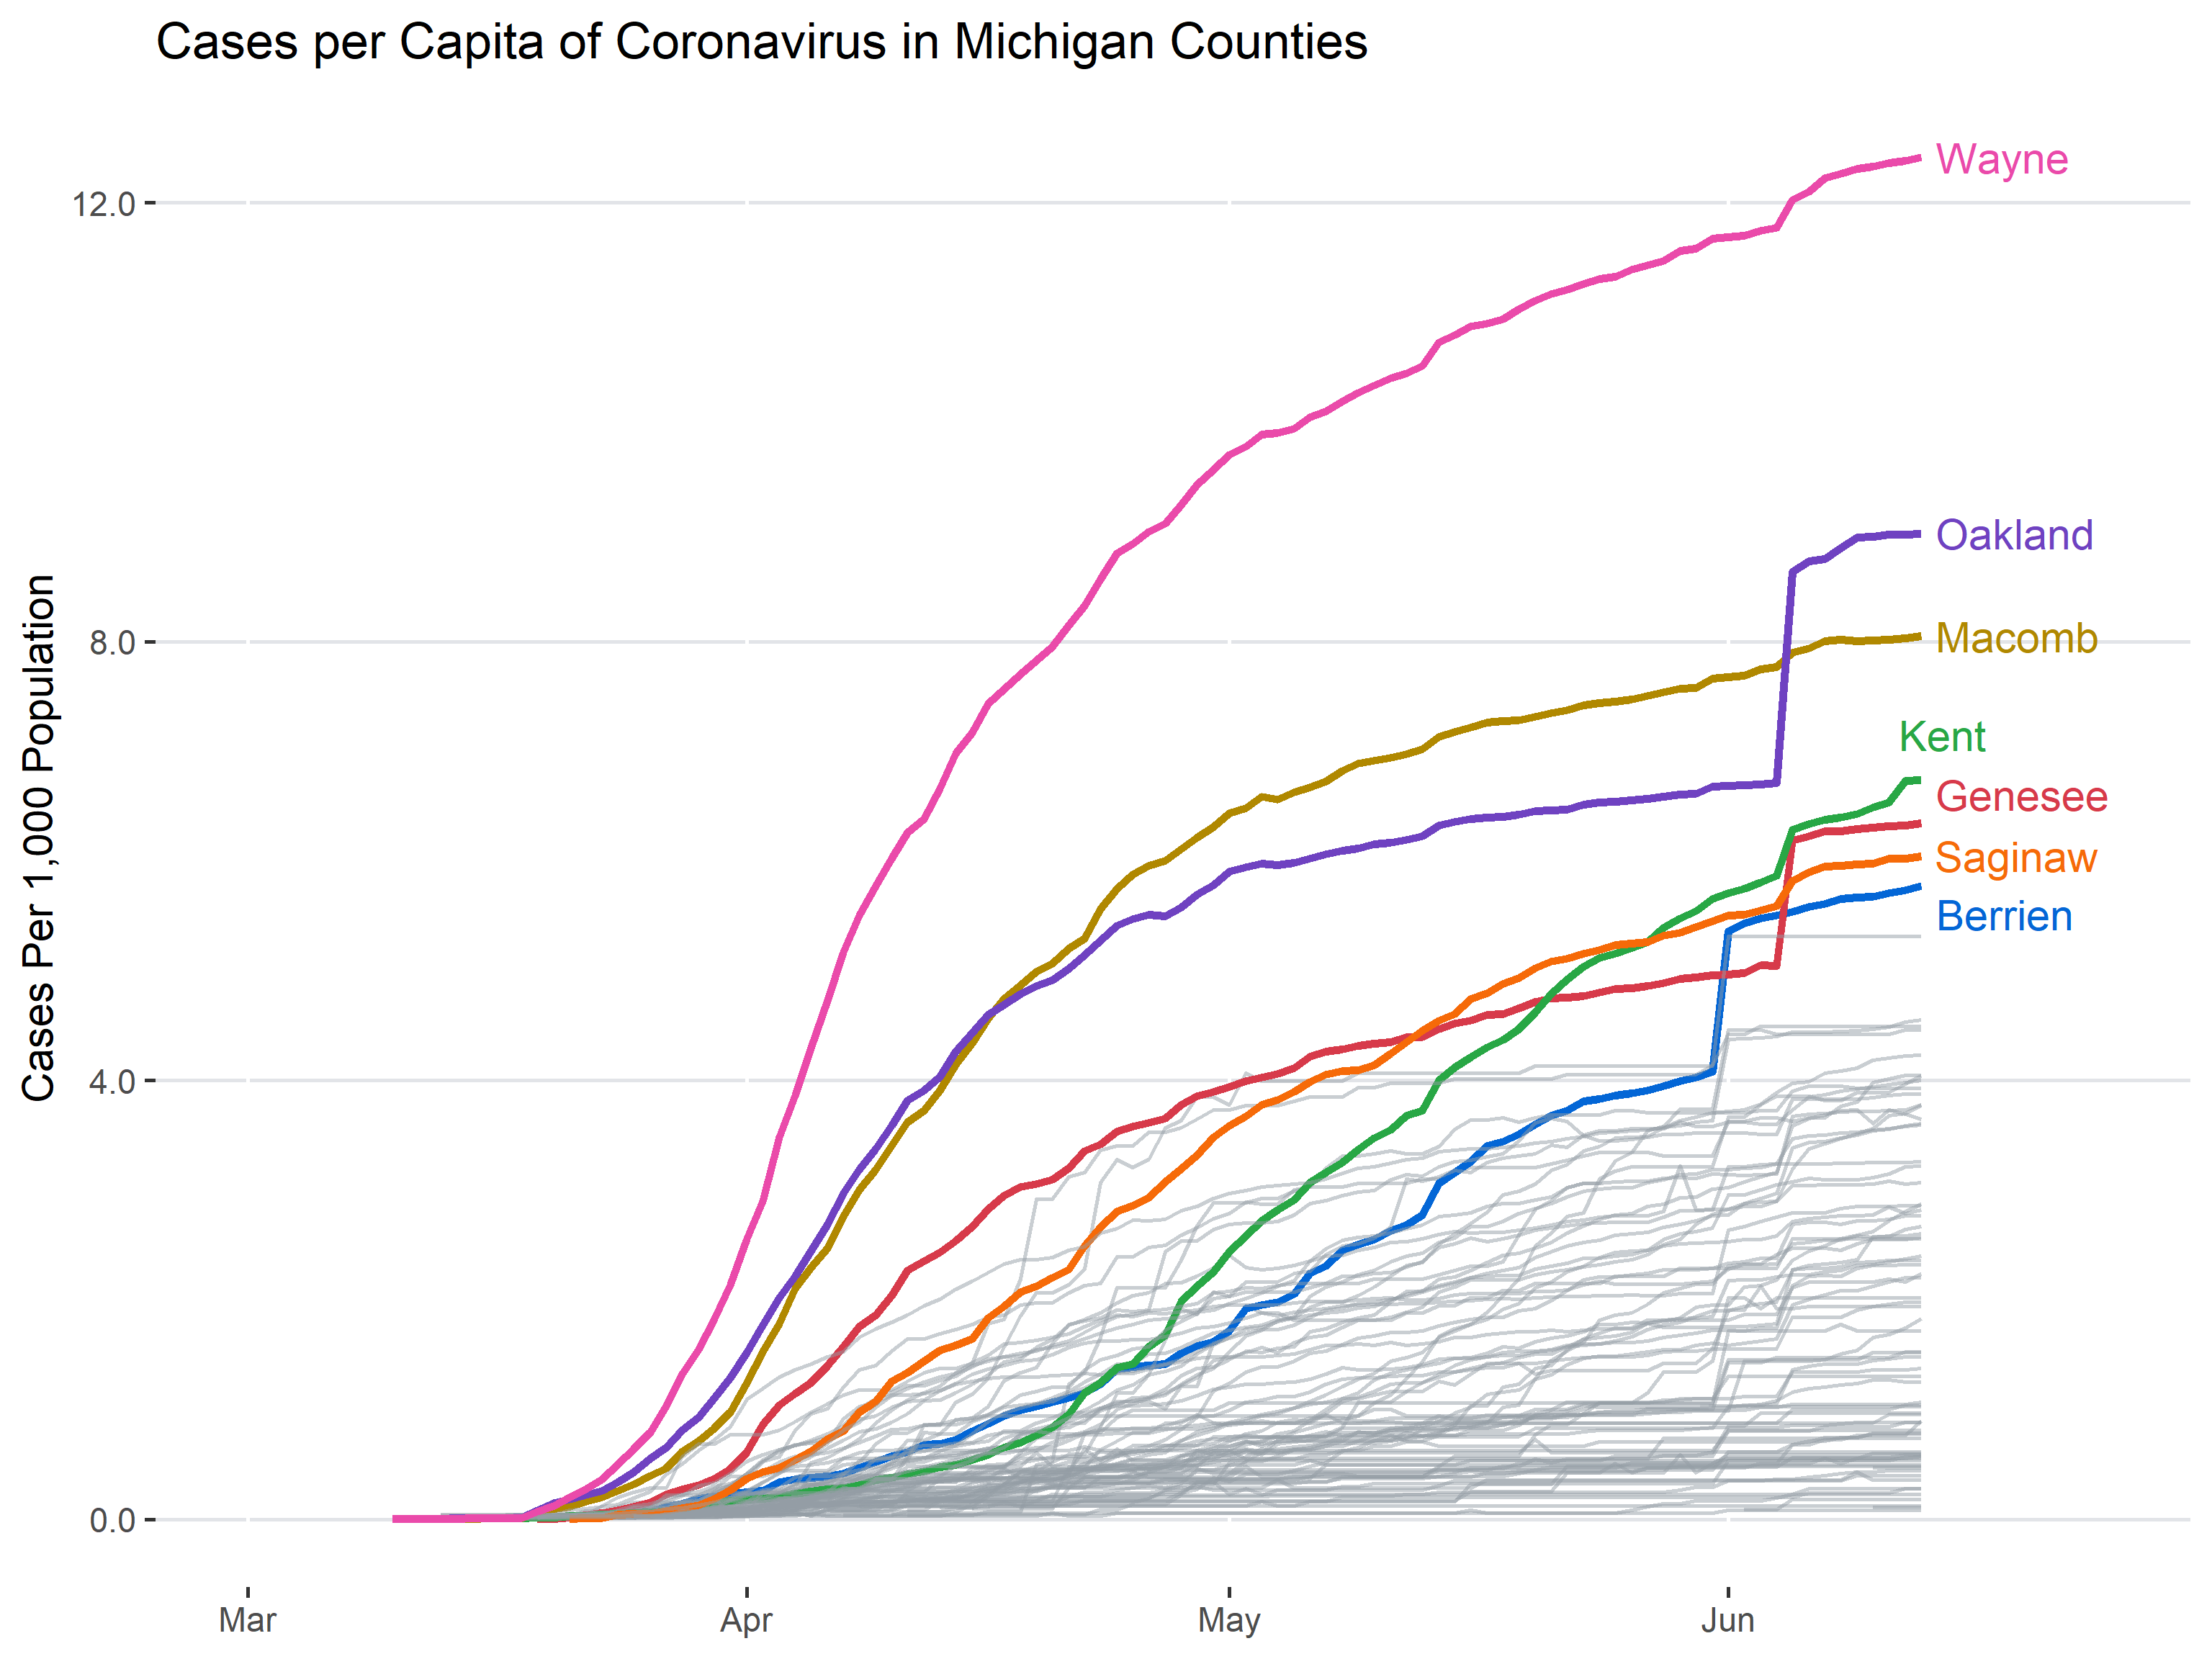 Cases per Capita of Coronavirus in Michigan Counties
Cases Per 1,000 Population
12.0
8.0
4.0
0.0
Mar
Apr
May
Jun
Wayne
Oakland
Macomb
Kent
Genesee
Saginaw
Berrien